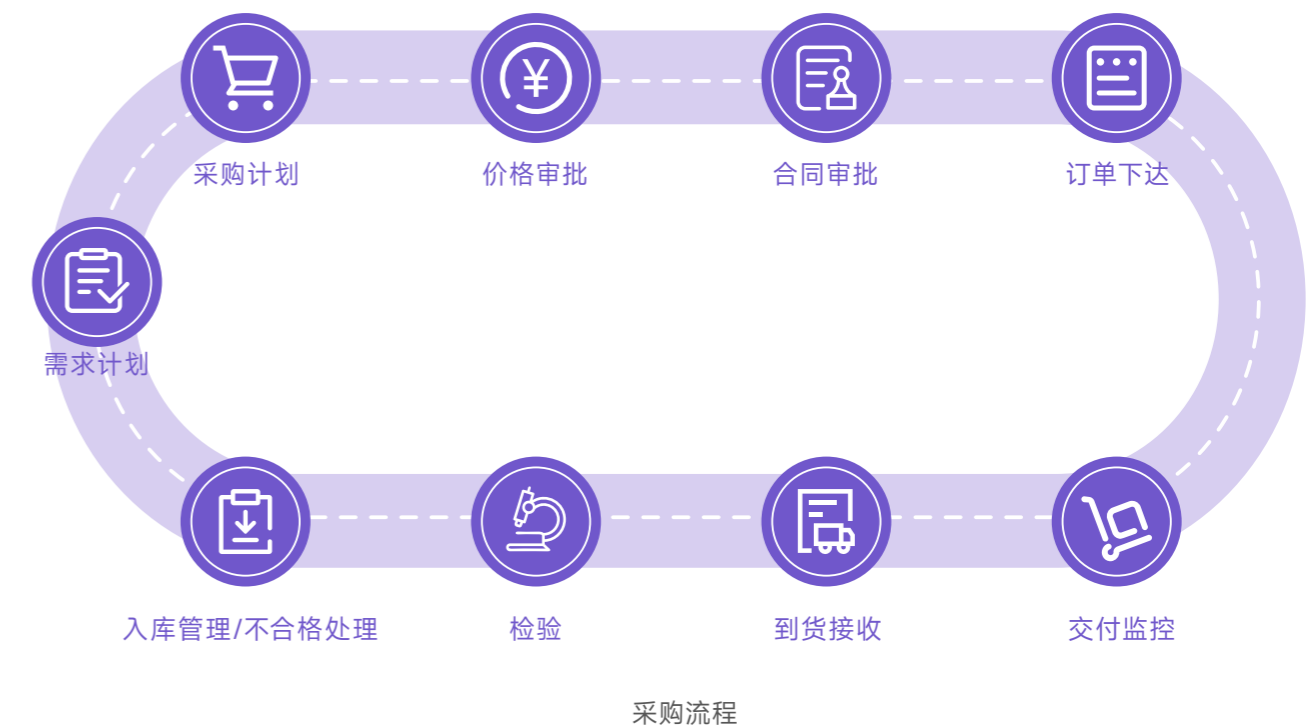 采购计划
价格审批
合同审批
订单下达
需求计划
入库管理/不合格处理
检验
到货接收
交付监控
采购流程